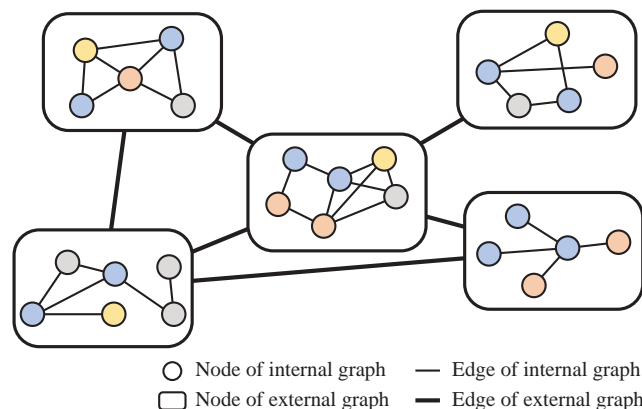 Node of internal graph
Edge of internal graph
Node of external graph
Edge of external graph